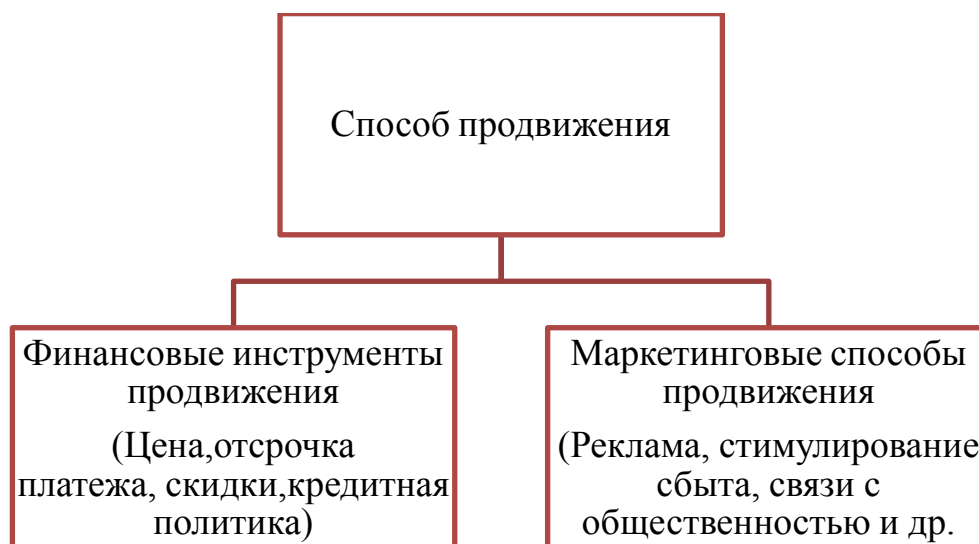 Способ продвижения
Финансовые инструменты
продвижения
(Цена,отсрочка
платежа, скидки,кредитная
политика)
Маркетинговые способы
продвижения
(Реклама, стимулирование
сбыта, связи с
общественностью и др.